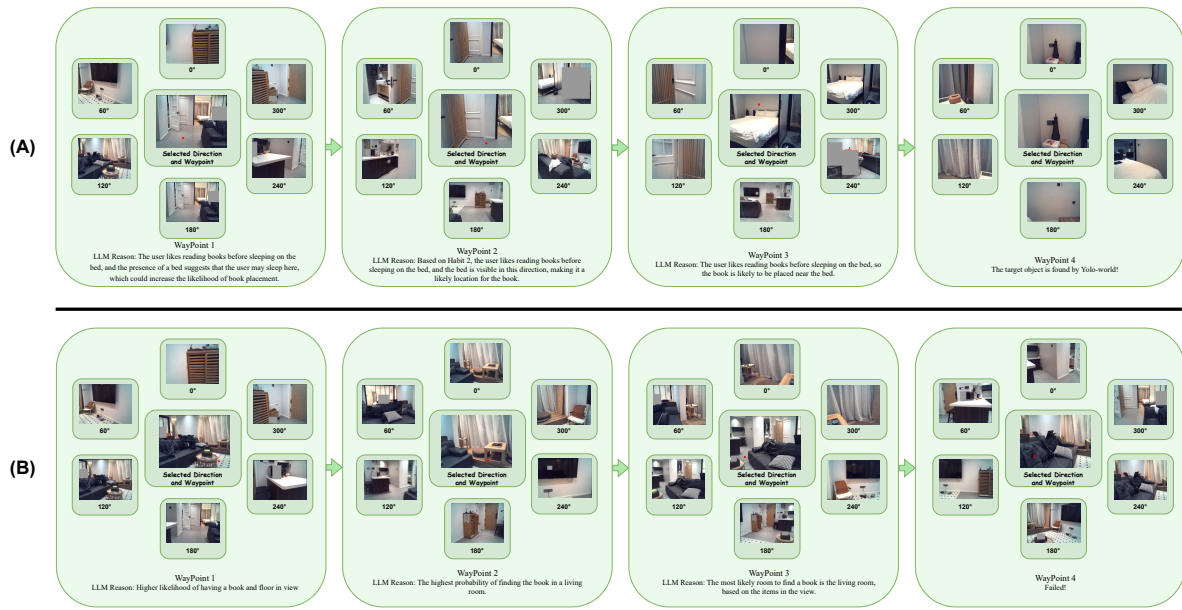 (A)
0°
60°
300°
Selected Direction
and Waypoint
120°
240°
180°
WayPoint 1
LLM Reason: The user likes reading books before sleeping on the
bed, and the presence of a bed suggests that the user may sleep here,
which could increase the likelihood of book placement.
0°
60°
300°
Selected Direction
and Waypoint
120°
240°
180°
WayPoint 2
LLM Reason: Based on Habit 2, the user likes reading books before
sleeping on the bed, and the bed is visible in this direction, making it a
likely location for the book.
0°
60°
300°
Selected Direction
and Waypoint
120°
240°
180°
WayPoint 3
LLM Reason: The user likes reading books before sleeping on the bed, so
the book is likely to be placed near the bed.
0°
60°
300°
Selected Direction
and Waypoint
120°
240°
180°
WayPoint 4
The target object is found by Yolo-world!
(B)
0°
60°
300°
Selected Direction
and Waypoint
120°
240°
180°
WayPoint 1
LLM Reason: Higher likelihood of having a book and floor in view
0°
60°
300°
Selected Direction
and Waypoint
120°
240°
180°
WayPoint 2
LLM Reason: The highest probability of finding the book in a living
room.
0°
60°
300°
Selected Direction
and Waypoint
120°
240°
180°
WayPoint 3
LLM Reason: The most likely room to find a book is the living room,
based on the items in the view.
0°
60°
300°
Selected Direction
and Waypoint
120°
240°
180°
WayPoint 4
Failed!